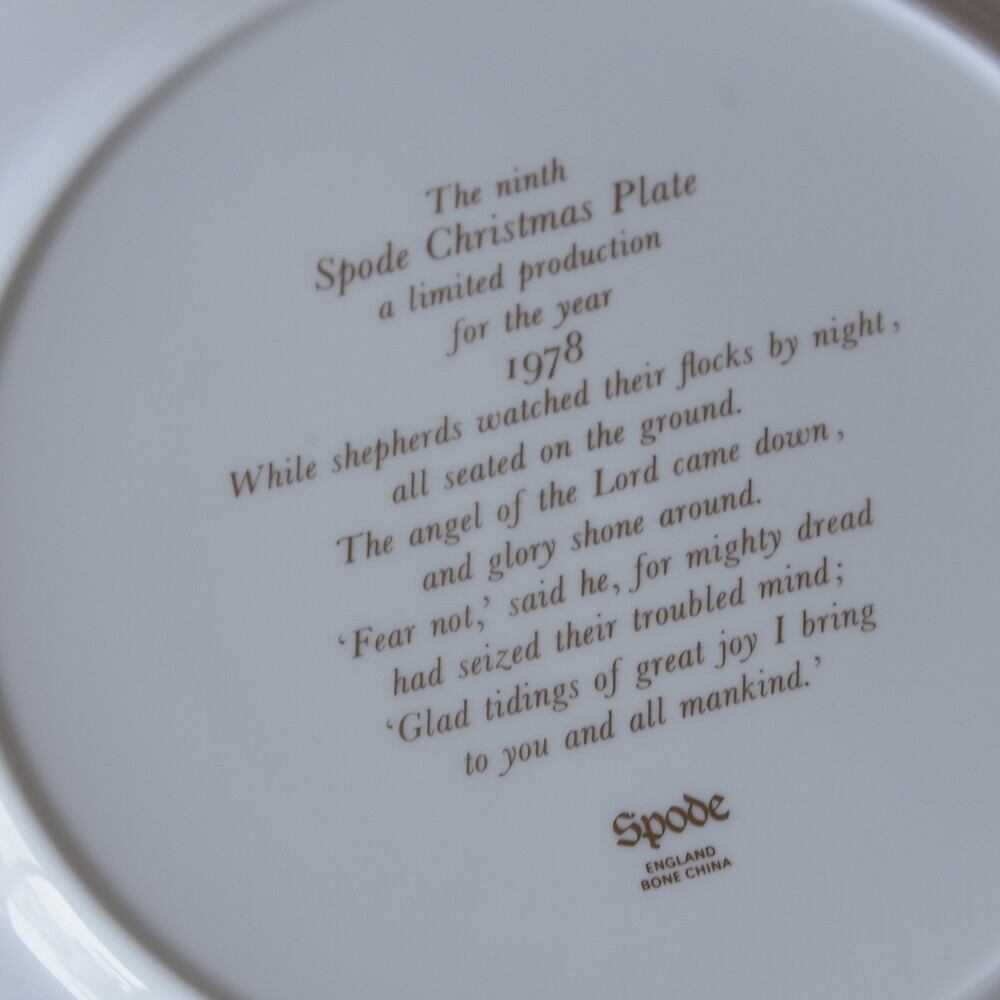 The ninth
Spode Christmas Plate
a limited production
for the year
1978
While shepherds watched their flocks by night,
all seated on the ground.
The angel of the Lord came down,
and glory shone around.
‘Fear not,’ said he, for mighty dread
had seized their troubled mind;
‘Glad tidings of great joy I bring
to you and all mankind.’
Spode
ENGLAND
BONE CHINA